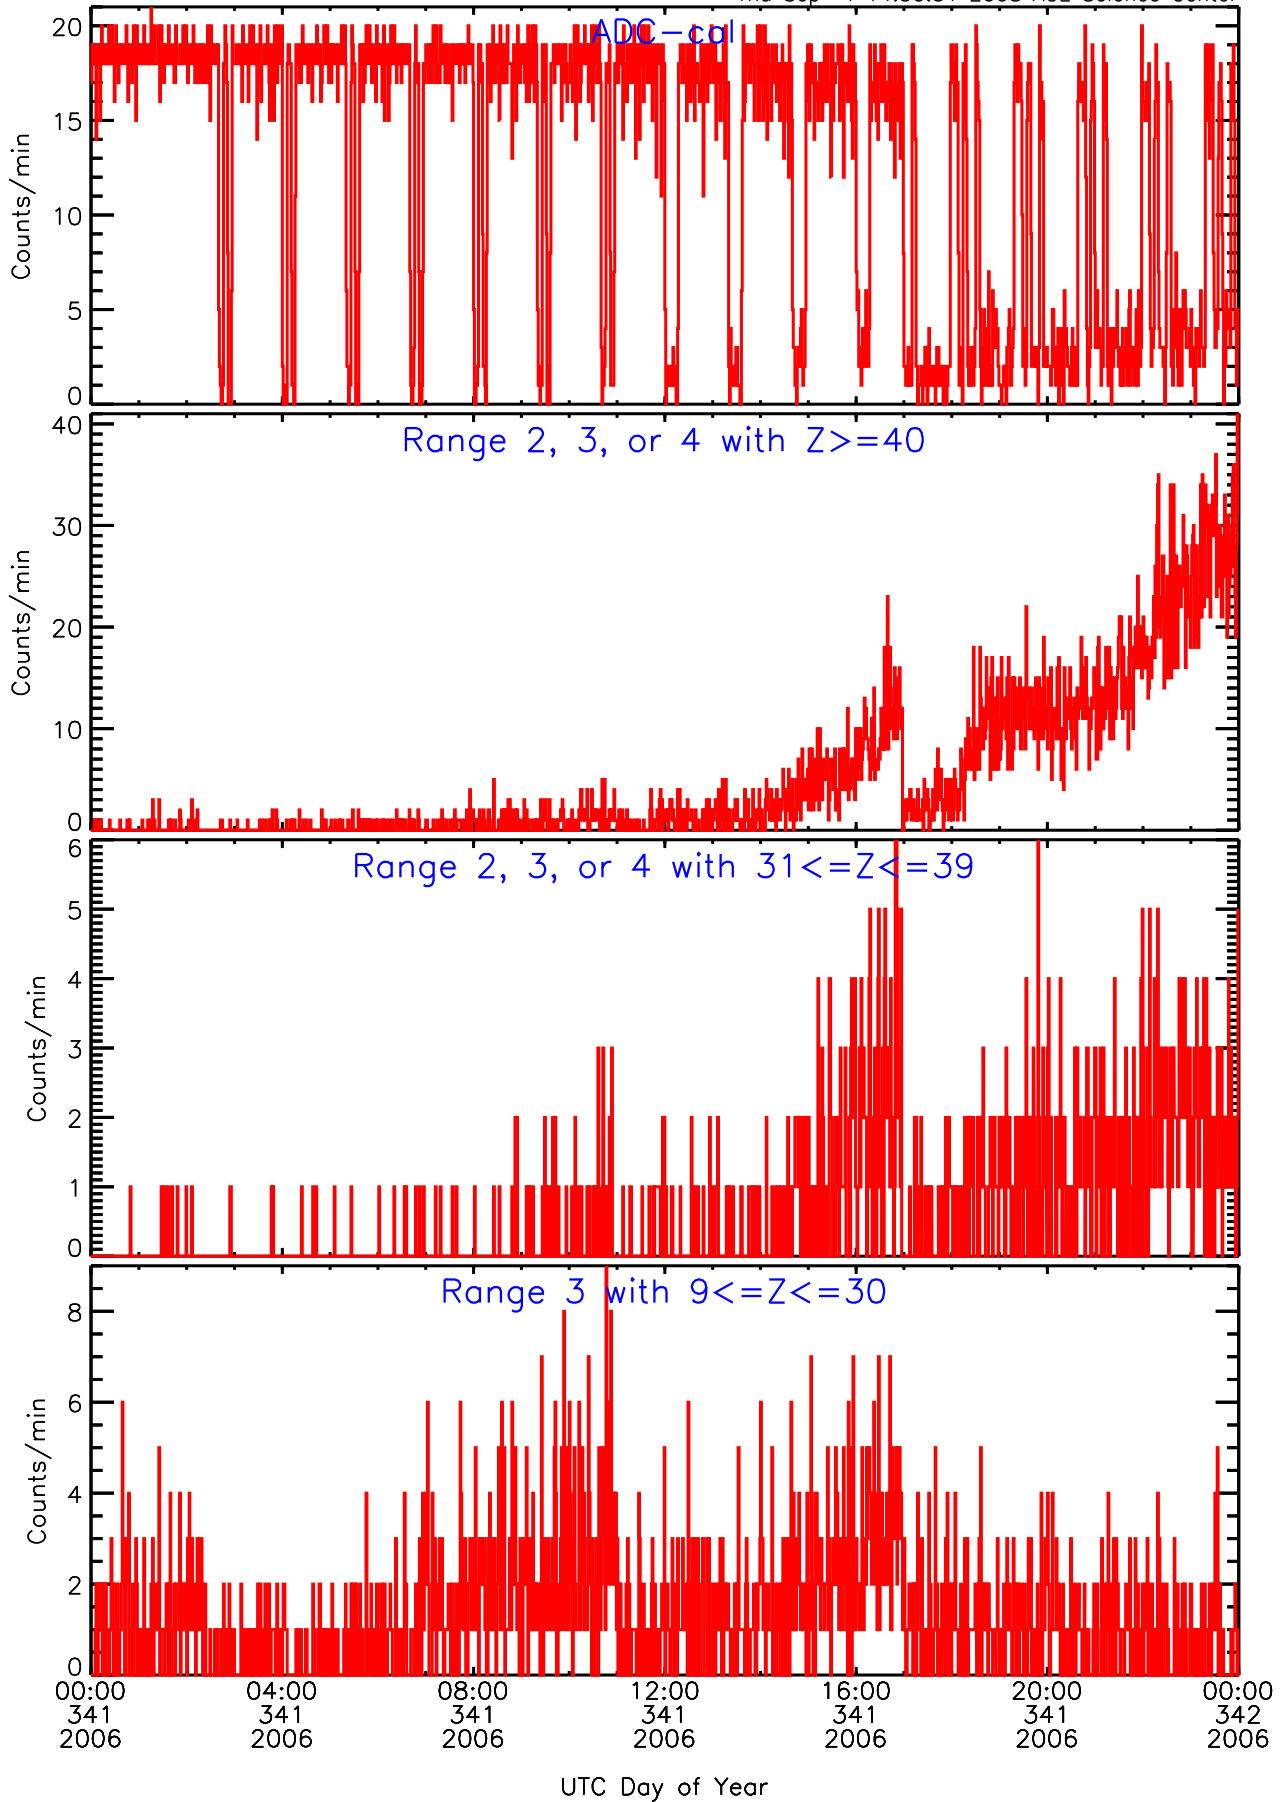 ADC-cal
20
15
10
5
0
Counts/min
Range 2, 3, or 4 with Z>=40
40
30
20
10
0
Counts/min
Range 2, 3, or 4 with 31<=Z<=39
6
5
4
3
2
1
0
Counts/min
Range 3 with 9<=Z<=30
8
6
4
2
0
Counts/min
00:00 04:00 08:00 12:00 16:00 20:00 00:00
341 341 341 341 341 341 342
2006 2006 2006 2006 2006 2006 2006
UTC Day of Year